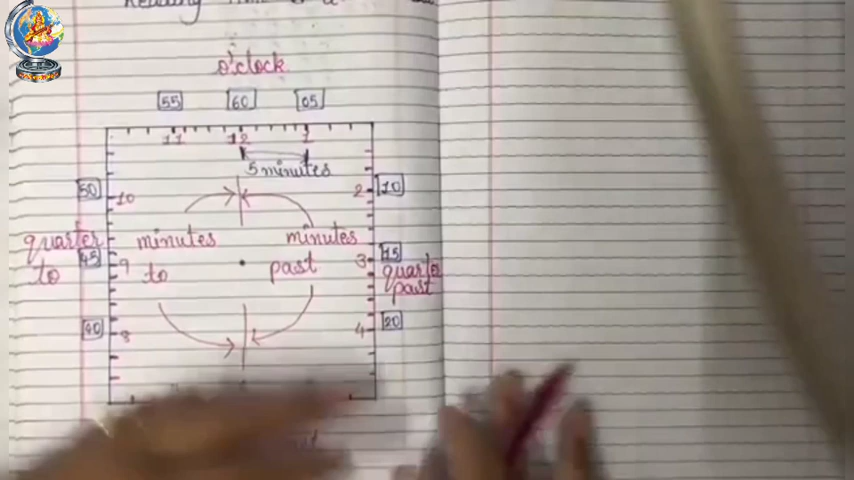 o'clock
55 60 05
11 12 1
5 minutes
50 10 2 10
quarter minutes minutes
45 9 to past 3 15
to quarter
past
40 8 4 20